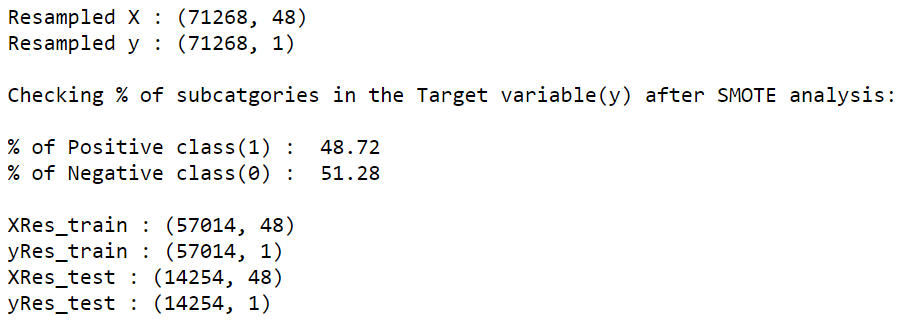 Resampled X : (71268, 48)
Resampled y : (71268, 1)
Checking % of subcatgories in the Target variable(y) after SMOTE analysis:
% of Positive class(1) :  48.72
% of Negative class(0) :  51.28
XRes_train : (57014, 48)
yRes_train : (57014, 1)
XRes_test : (14254, 48)
yRes_test : (14254, 1)